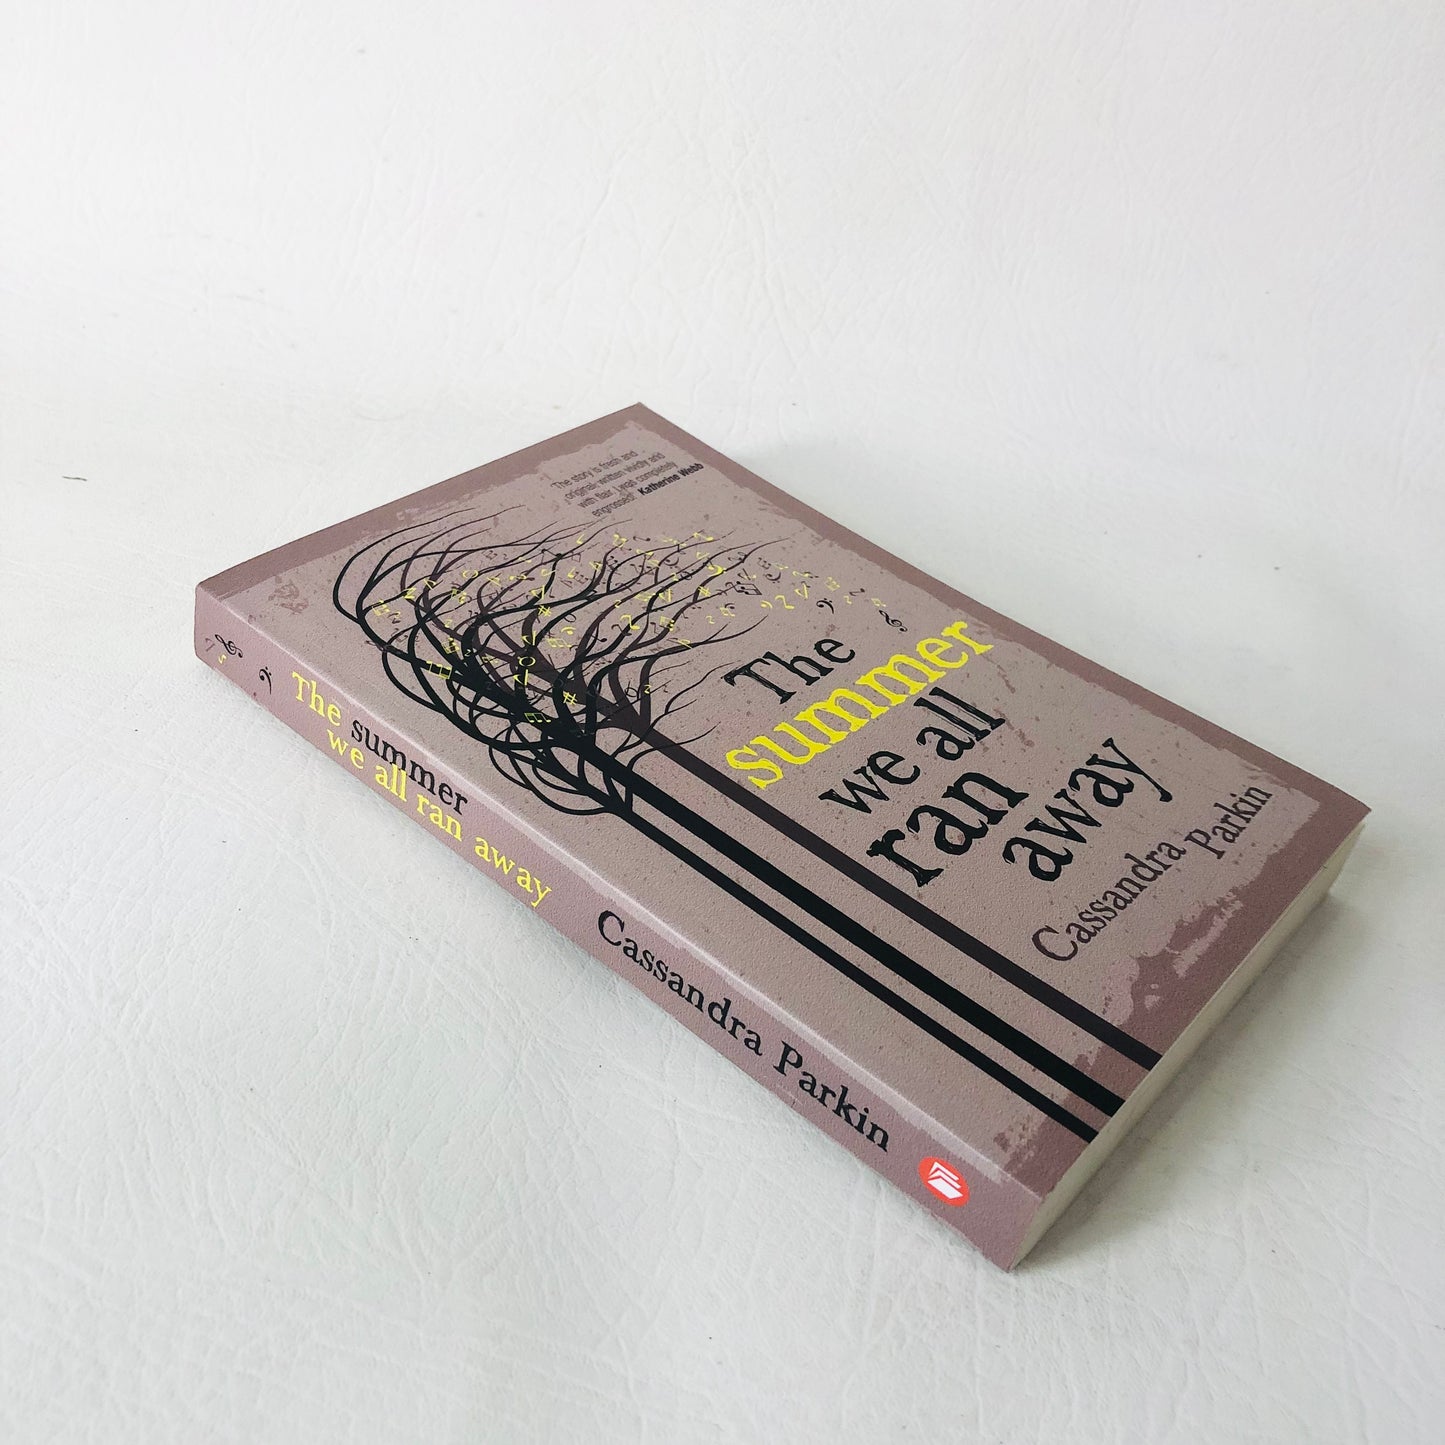 "The story is fresh and
original: written vividly and
with flair. I was completely
engrossed!" Katherine Webb
The
summer
we all
ran
away
Cassandra
Parkin
The summer
we all ran away
Cassandra Parkin